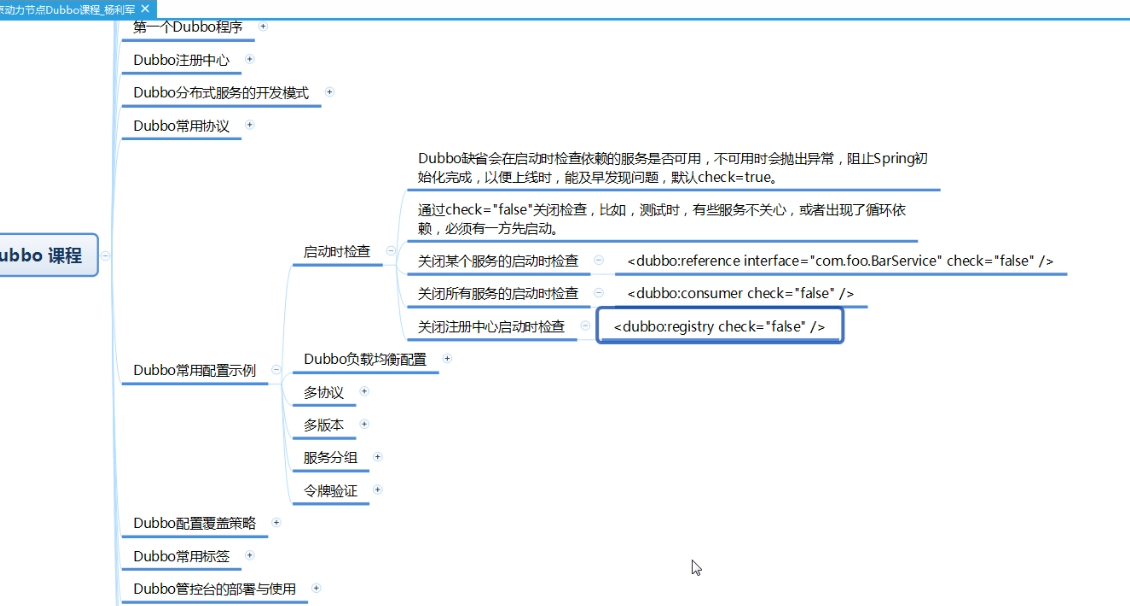 京动力节点Dubbo课程_杨利军
第一个Dubbo程序
Dubbo注册中心
Dubbo分布式服务的开发模式
Dubbo常用协议
Dubbo缺省会在启动时检查依赖的服务是否可用，不可用时会抛出异常，阻止Spring初
始化完成，以便上线时，能及早发现问题，默认check=true。
通过check="false"关闭检查，比如，测试时，有些服务不关心，或者出现了循环依
赖，必须有一方先启动。
启动时检查
关闭某个服务的启动时检查
<dubbo:reference interface="com.foo.BarService" check="false" />
关闭所有服务的启动时检查
<dubbo:consumer check="false" />
关闭注册中心启动时检查
<dubbo:registry check="false" />
ubbo 课程
Dubbo常用配置示例
Dubbo负载均衡配置
多协议
多版本
服务分组
令牌验证
Dubbo配置覆盖策略
Dubbo常用标签
Dubbo管控台的部署与使用